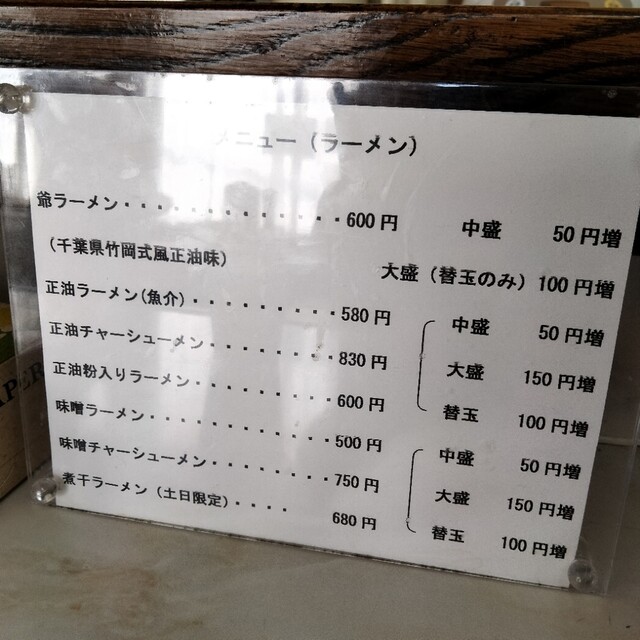 メニュー（ラーメン）
爺ラーメン・・・・・・・・・・・・・600円 中盛 50円増
（千葉県竹岡式風正油味） 大盛（替玉のみ）100円増
正油ラーメン(魚介)・・・・・・・・・580円 中盛 50円増
正油チャーシューメン・・・・・・・・830円 大盛 150円増
正油粉入りラーメン・・・・・・・・・600円 替玉 100円増
味噌ラーメン・・・・・・・・・・・・500円 中盛 50円増
味噌チャーシューメン・・・・・・・・750円 大盛 150円増
煮干ラーメン（土日限定）・・・・ 680円 替玉 100円増